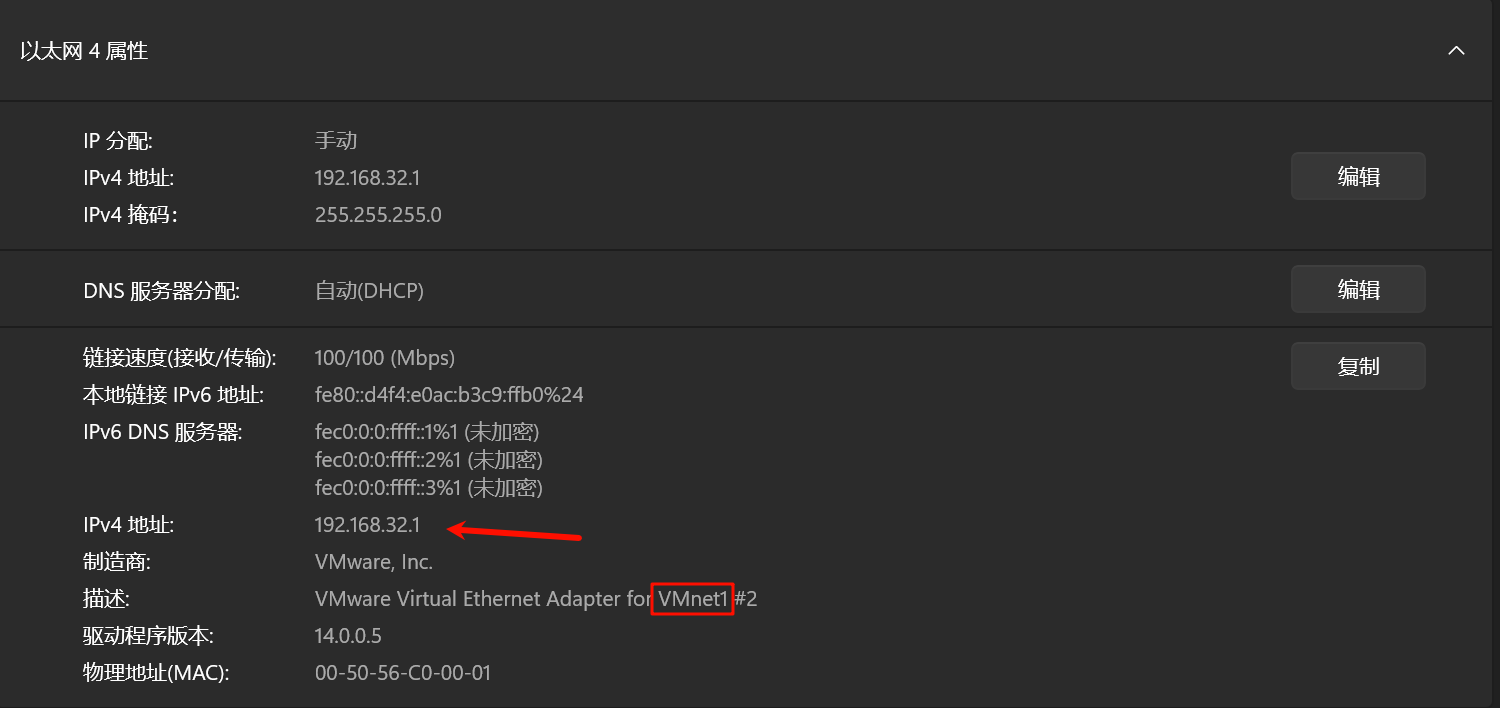 以太网 4 属性
IP 分配: 手动
IPv4 地址: 192.168.32.1
IPv4 掩码: 255.255.255.0
编辑
DNS 服务器分配: 自动(DHCP)
编辑
链接速度(接收/传输): 100/100 (Mbps)
复制
本地链接 IPv6 地址: fe80::d4f4:e0ac:b3c9:ffb0%24
IPv6 DNS 服务器: fec0:0:0:ffff::1%1 (未加密)
fec0:0:0:ffff::2%1 (未加密)
fec0:0:0:ffff::3%1 (未加密)
IPv4 地址: 192.168.32.1
制造商: VMware, Inc.
描述: VMware Virtual Ethernet Adapter for VMnet1 #2
驱动程序版本: 14.0.0.5
物理地址(MAC): 00-50-56-C0-00-01